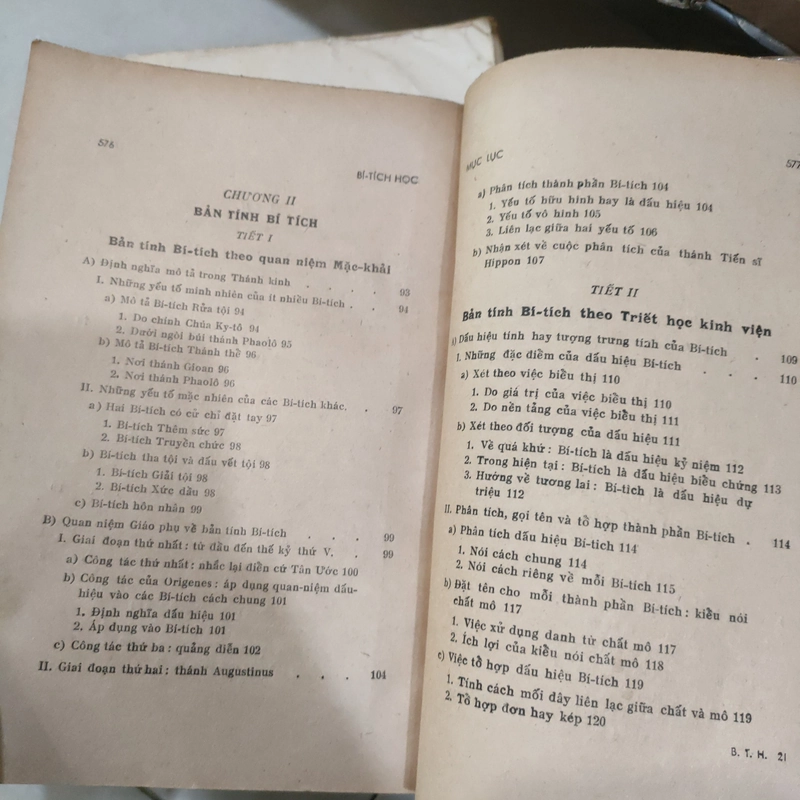 576
BÍ-TÍCH HỌC
CHƯƠNG II
BẢN TÍNH BÍ TÍCH
TIẾT I
Bản tính Bí-tích theo quan niệm Mặc-khải
A) Định nghĩa mô tả trong Thánh kinh . . . . 93
I. Những yếu tố minh nhiên của ít nhiều Bí-tích . . . 94
a) Mô tả Bí-tích Rửa tội 94
1. Do chính Chúa Ky-tô 94
2. Dưới ngòi bút thánh Phaolô 95
b) Mô tả Bí-tích Thánh thể 96
1. Nơi thánh Gioan 96
2. Nơi thánh Phaolô 96
II. Những yếu tố mặc nhiên của các Bí-tích khác. . 97
a) Hai Bí-tích có cử chỉ đặt tay 97
1. Bí-tích Thêm sức 97
2. Bí-tích Truyền chức 98
b) Bí-tích tha tội và dấu vết tội 98
1. Bí-tích Giải tội 98
2. Bí-tích Xức dầu 98
c) Bí-tích hôn nhân 99
B) Quan niệm Giáo phụ về bản tính Bí-tích . . . 99
I. Giai đoạn thứ nhất: từ đầu đến thế kỷ thứ V. . . 99
a) Công tác thứ nhất: nhắc lại điển cứ Tân Ước 100
b) Công tác của Origenes: áp dụng quan-niệm dấu-
hiệu vào các Bí-tích cách chung 101
1. Định nghĩa dấu hiệu 101
2. Áp dụng vào Bí-tích 101
c) Công tác thứ ba: quảng diễn 102
II. Giai đoạn thứ hai: thánh Augustinus . . . 104
MỤC LỤC
577
a) Phân tích thành phần Bí-tích 104
1. Yếu tố hữu hình hay là dấu hiệu 104
2. Yếu tố vô hình 105
3. Liên lạc giữa hai yếu tố 106
b) Nhận xét về cuộc phân tích của thánh Tiến sĩ
Hippon 107
TIẾT II
Bản tính Bí-tích theo Triết học kinh viện
A) Dấu hiệu tính hay tượng trưng tính của Bí-tích . 109
I. Những đặc điểm của dấu hiệu Bí-tích . . . 110
a) Xét theo việc biểu thị 110
1. Do giá trị của việc biểu thị 110
2. Do nền tảng của việc biểu thị 111
b) Xét theo đối tượng của dấu hiệu 111
1. Về quá khứ: Bí-tích là dấu hiệu kỷ niệm 112
2. Trong hiện tại: Bí-tích là dấu hiệu biểu chứng 113
3. Hướng về tương lai: Bí-tích là dấu hiệu dự
triệu 112
II. Phân tích, gọi tên và tổ hợp thành phần Bí-tích . 114
a) Phân tích dấu hiệu Bí-tích 114
1. Nói cách chung 114
2. Nói cách riêng về mỗi Bí-tích 115
b) Đặt tên cho mỗi thành phần Bí-tích: kiểu nói
chất mô 117
1. Việc xử dụng danh từ chất mô 117
2. Ích lợi của kiểu nói chất mô 118
c) Việc tổ hợp dấu hiệu Bí-tích 119
1. Tính cách mối dây liên lạc giữa chất và mô 119
2. Tổ hợp đơn hay kép 120
B. T. H. 21